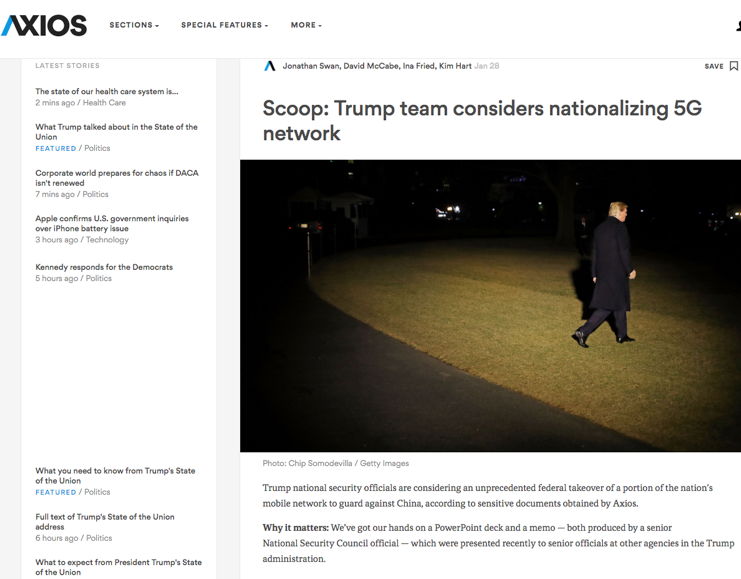 AXIOS
SECTIONS
SPECIAL FEATURES
MORE
LATEST STORIES
The state of our health care system is...
2 mins ago / Health Care
What Trump talked about in the State of the
Union
FEATURED / Politics
Corporate world prepares for chaos if DACA
isn't renewed
7 mins ago / Politics
Apple confirms U.S. government inquiries
over iPhone battery issue
3 hours ago / Technology
Kennedy responds for the Democrats
5 hours ago / Politics
What you need to know from Trump's State
of the Union
FEATURED / Politics
Full text of Trump's State of the Union
address
6 hours ago / Politics
What to expect from President Trump's State
of the Union
Jonathan Swan, David McCabe, Ina Fried, Kim Hart Jan 28
SAVE
Scoop: Trump team considers nationalizing 5G
network
Photo: Chip Somodevilla / Getty Images
Trump national security officials are considering an unprecedented federal takeover of a portion of the nation's
mobile network to guard against China, according to sensitive documents obtained by Axios.
Why it matters: We've got our hands on a PowerPoint deck and a memo — both produced by a senior
National Security Council official — which were presented recently to senior officials at other agencies in the Trump
administration.